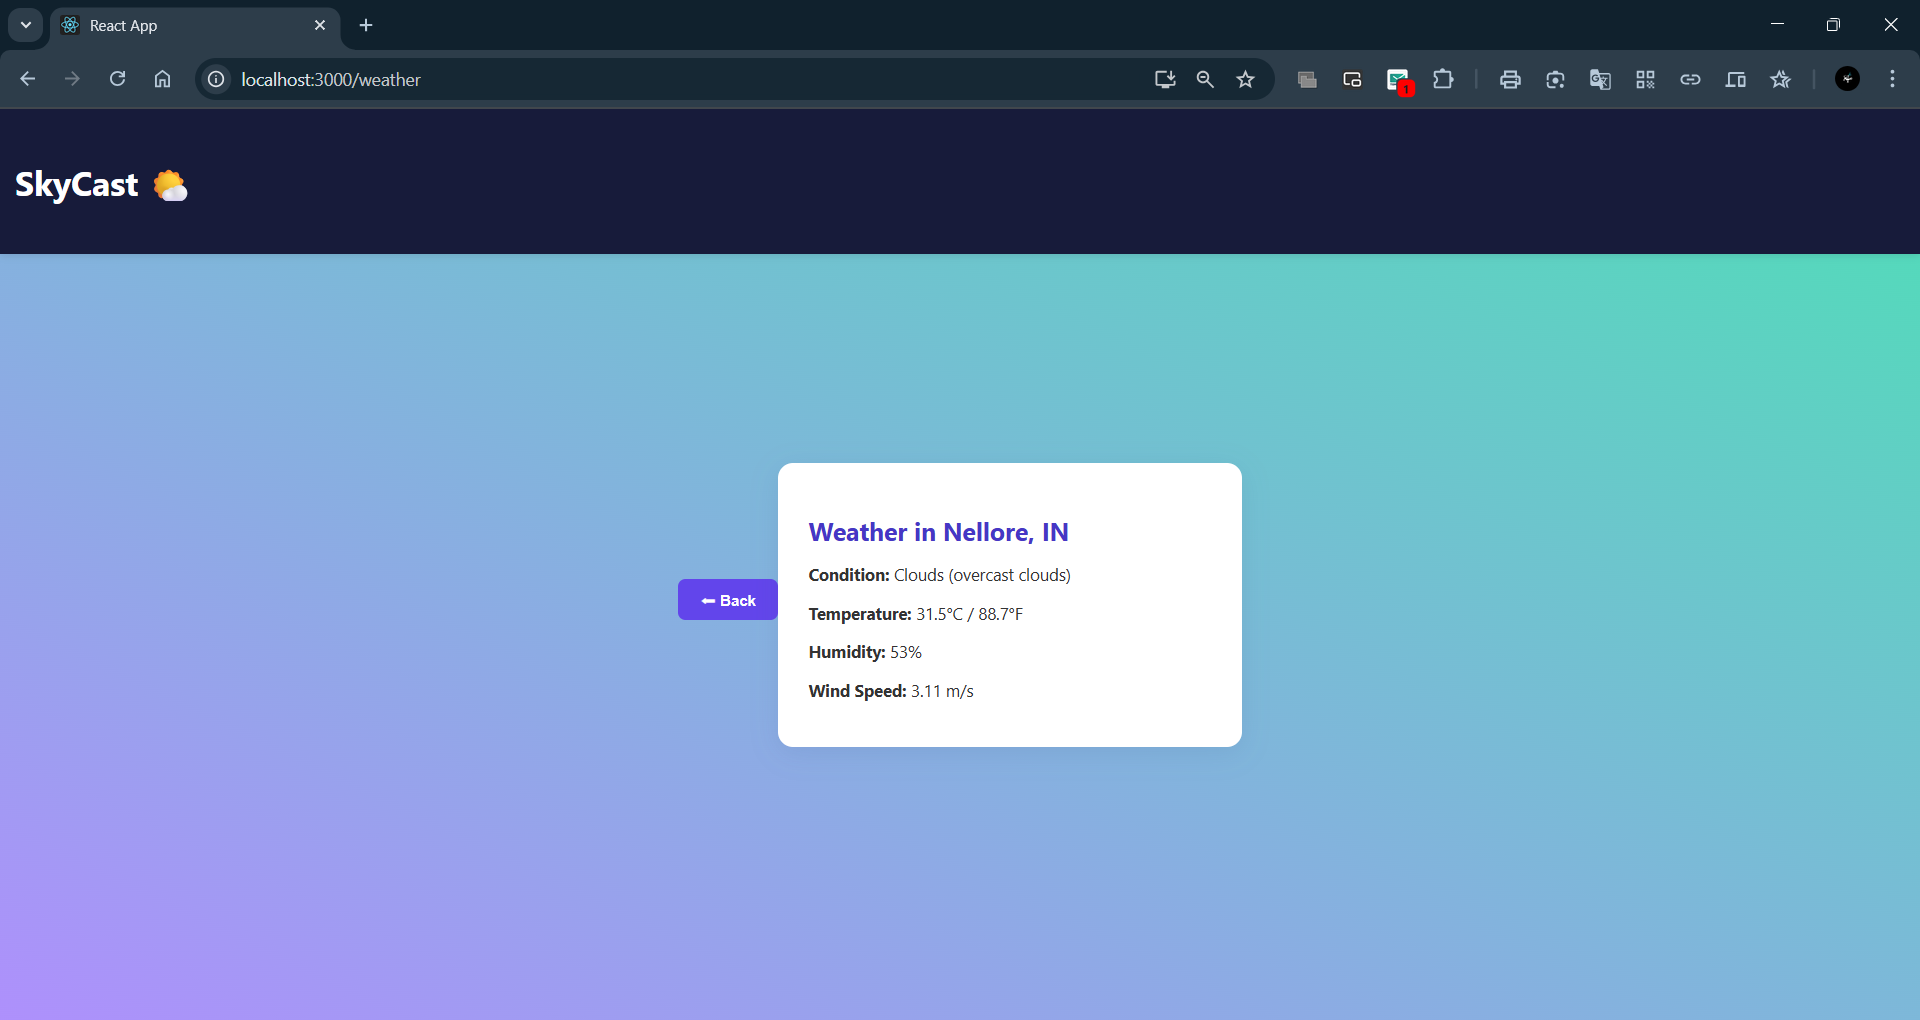 React App
localhost:3000/weather
1
SkyCast
Weather in Nellore, IN
Condition: Clouds (overcast clouds)
⬅ Back
Temperature: 31.5°C / 88.7°F
Humidity: 53%
Wind Speed: 3.11 m/s